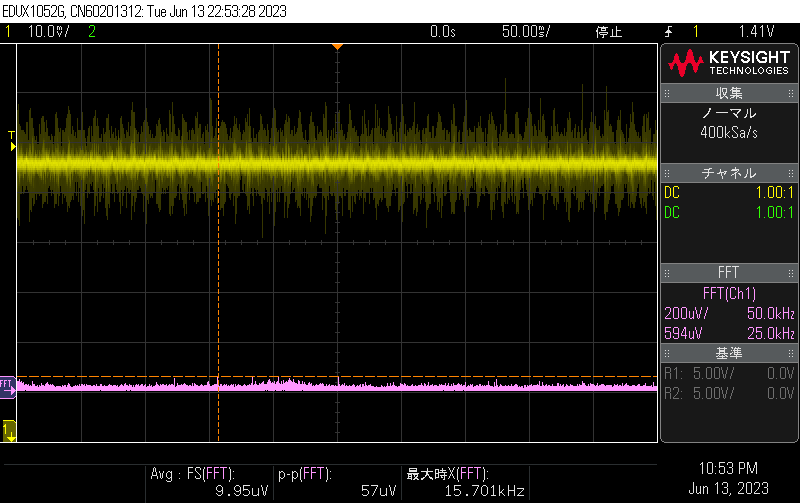 EDUX1052G, CN60201312: Tue Jun 13 22:53:28 2023
1 10.0V/ 2 0.0s 50.00ms/ 停止 1 1.41V
KEYSIGHT
TECHNOLOGIES
収集
ノーマル
400kSa/s
チャネル
DC 1.00:1
DC 1.00:1
FFT
FFT(Ch1)
200uV/ 50.0kHz
594uV 25.0kHz
基準
R1: 5.00V/ 0.0V
R2: 5.00V/ 0.0V
T
FFT
1
Avg : FS(FFT): p-p(FFT): 最大時X(FFT):
9.95uV 57uV 15.701kHz
10:53 PM
Jun 13, 2023